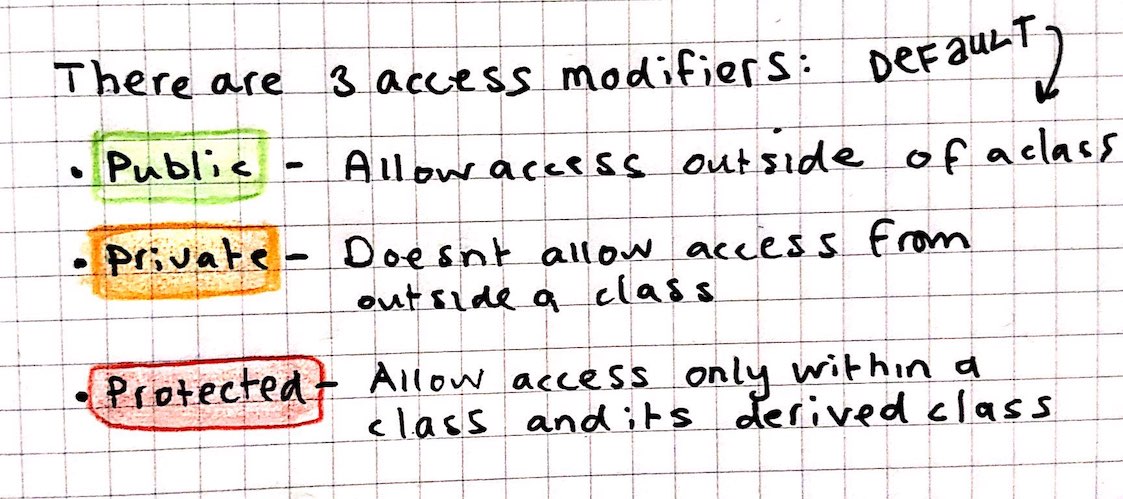 There are 3 access modifiers: DEFAULT
• Public - Allow access outside of a class
• Private - Doesnt allow access from
outside a class
• Protected - Allow access only within a
class and its derived class